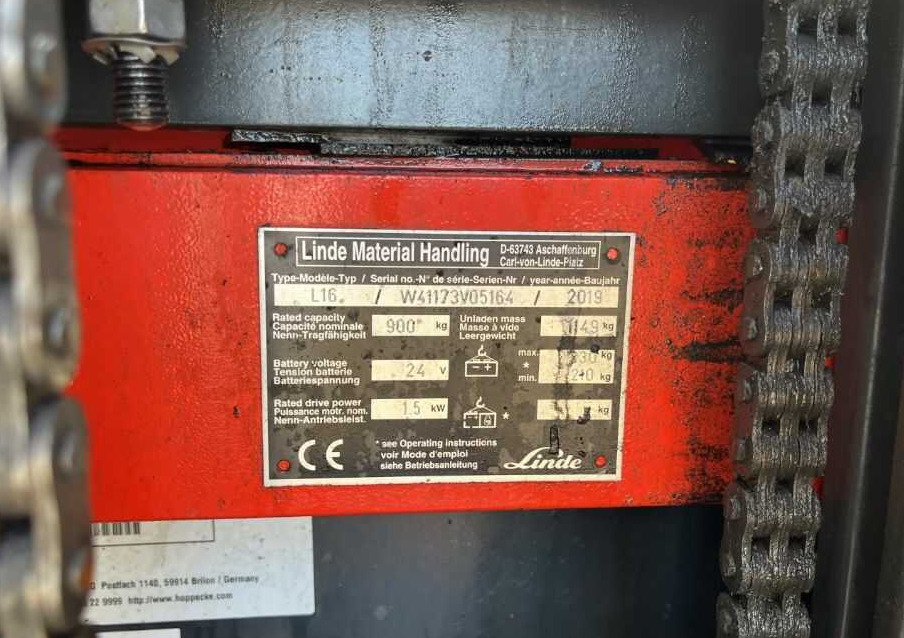 Linde Material Handling D-63743 Aschaffenburg
Carl-von-Linde-Platz
Type-Modèle-Typ / Serial no.-N° de série-Serien-Nr / year-année-Baujahr
L16 / W41173V05164 / 2019
Rated capacity
Capacité nominale
Nenn-Tragfähigkeit
900 kg
Unladen mass
Masse à vide
Leergewicht
1149 kg
Battery voltage
Tension batterie
Batteriespannung
24 V
- +
*
max. kg
min. kg
Rated drive power
Puissance motr. nom.
Nenn-Antriebsleist.
1.5 kW
*
kg
CE
* see Operating instructions
voir Mode d'emploi
siehe Betriebsanleitung
Linde
Postfach 1140, 59914 Brilon / Germany
22 9999 http://www.hoppecke.com